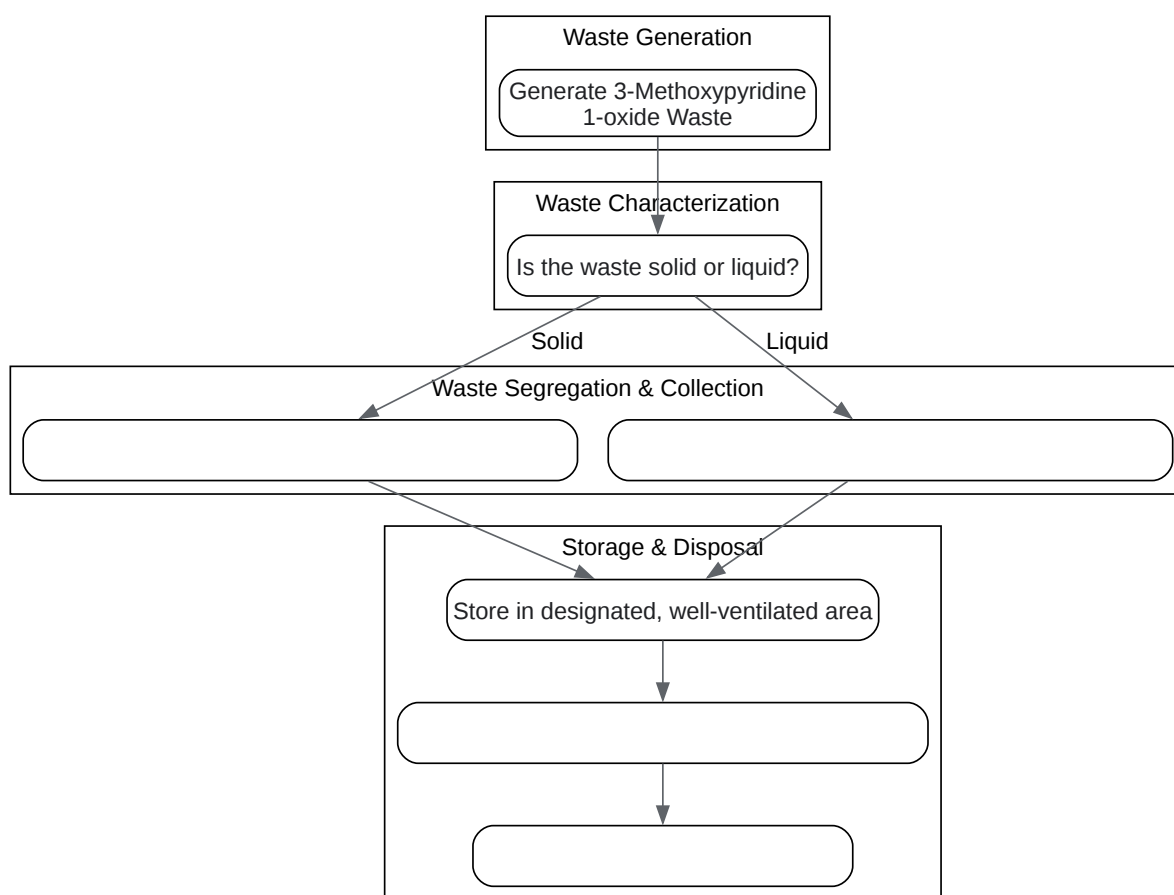 Waste Generation
Generate 3-Methoxypyridine
1-oxide Waste
Waste Characterization
Is the waste solid or liquid?
Solid
Liquid
Waste Segregation & Collection
Storage & Disposal
Store in designated, well-ventilated area